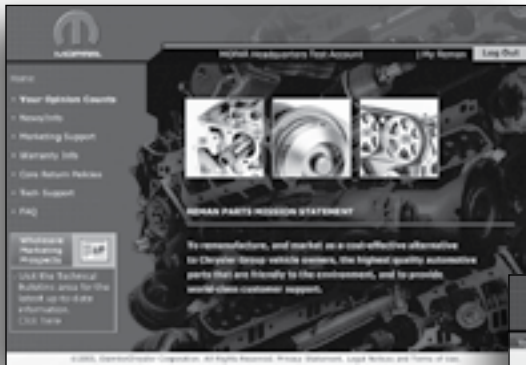 MOPAR
MOPAR Headquarters Test Account | My Reman Log Out
Home
Your Opinion Counts
News/Info
Marketing Support
Warranty Info
Core Return Policies
Tech Support
FAQ
Marketing
Prospects
Visit the Technical
Bulletins area for the
latest up-to-date
information.
Click here
REMAN PARTS MISSION STATEMENT
To remanufacture, and market as a cost-effective alternative
to Chrysler Group vehicle owners, the highest quality automotive
parts that are friendly to the environment, and to provide
world-class customer support.
DaimlerChrysler Corporation. All Rights Reserved. Privacy Statement, Legal Notices and Terms of Use.